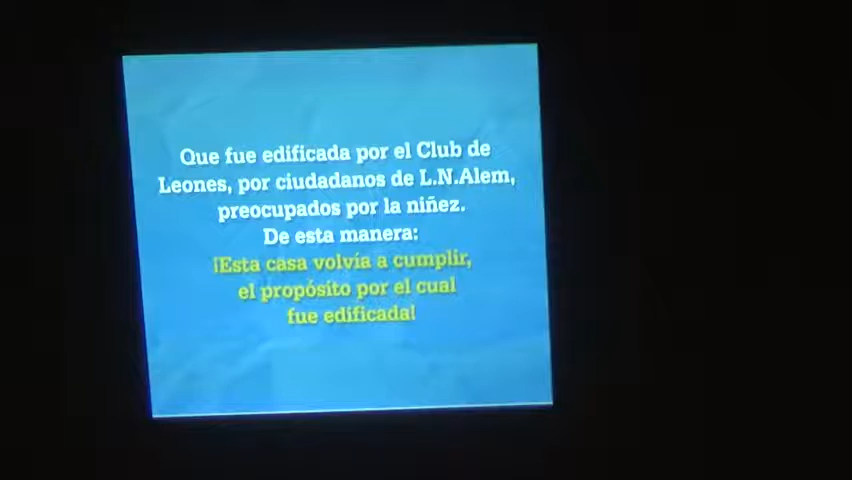 Que fue edificada por el Club de
Leones, por ciudadanos de L.N.Alem,
preocupados por la niñez.
De esta manera:
¡Esta casa volvía a cumplir,
el propósito por el cual
fue edificada!